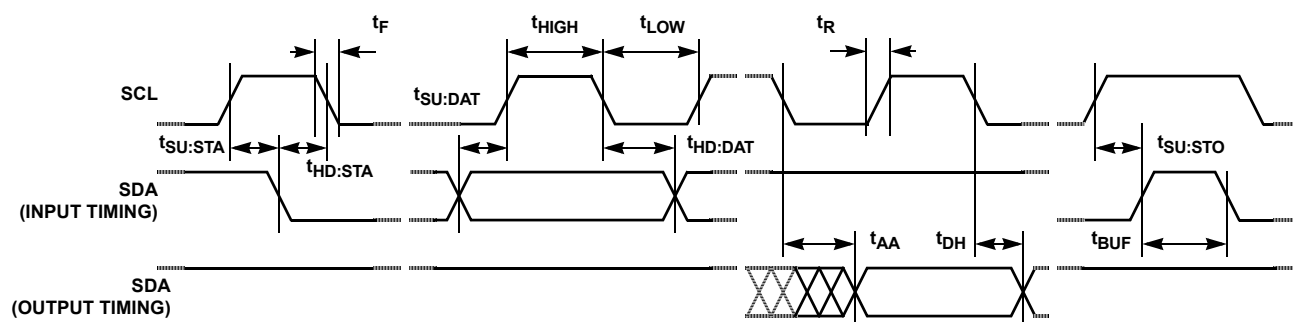 tF
tHIGH
tLOW
tR
SCL
tSU:DAT
tSU:STA
tHD:STA
tHD:DAT
tSU:STO
SDA
(INPUT TIMING)
tAA
tDH
tBUF
SDA
(OUTPUT TIMING)